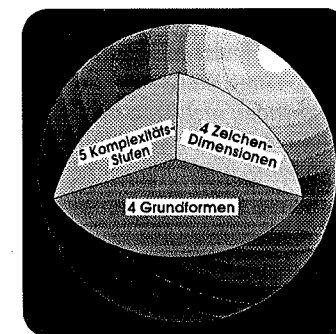 5 Komplexitäts-
Stufen
4 Zeichen-
Dimensionen
4 Grundformen